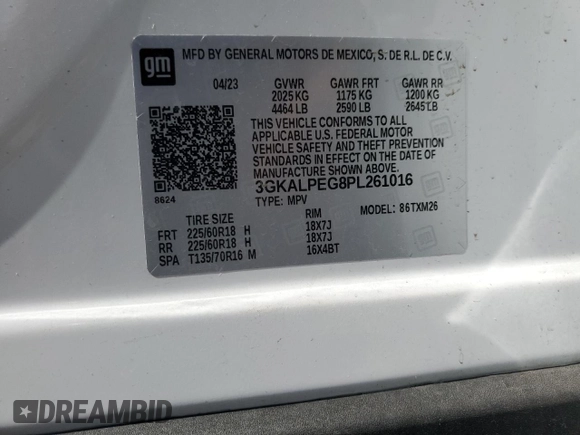 gm
MFD BY GENERAL MOTORS DE MEXICO, S. DE R.L. DE C.V.
04/23 GVWR GAWR FRT GAWR RR
2025 KG 1175 KG 1200 KG
4464 LB 2590 LB 2645 LB
THIS VEHICLE CONFORMS TO ALL
APPLICABLE U.S. FEDERAL MOTOR
VEHICLE SAFETY AND THEFT
PREVENTION STANDARDS IN EFFECT
ON THE DATE OF MANUFACTURE
SHOWN ABOVE.
8624
3GKALPEG8PL261016
TYPE: MPV MODEL: 86TXM26
TIRE SIZE RIM
FRT 225/60R18 H 18X7J
RR 225/60R18 H 18X7J
SPA T135/70R16 M 16X4BT
DREAMBID